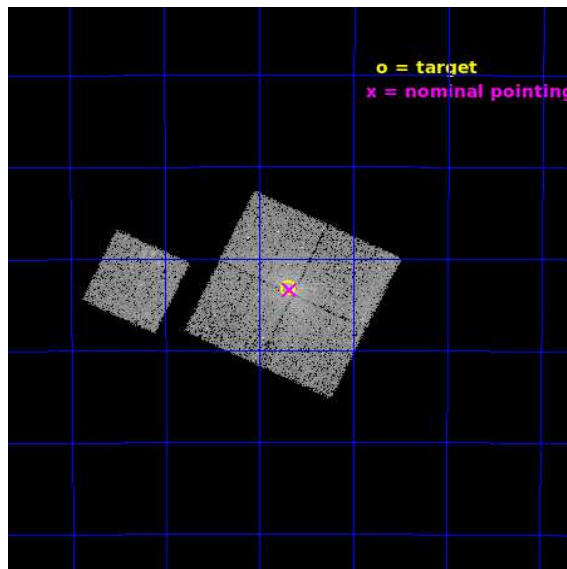 o = target
x = nominal pointing